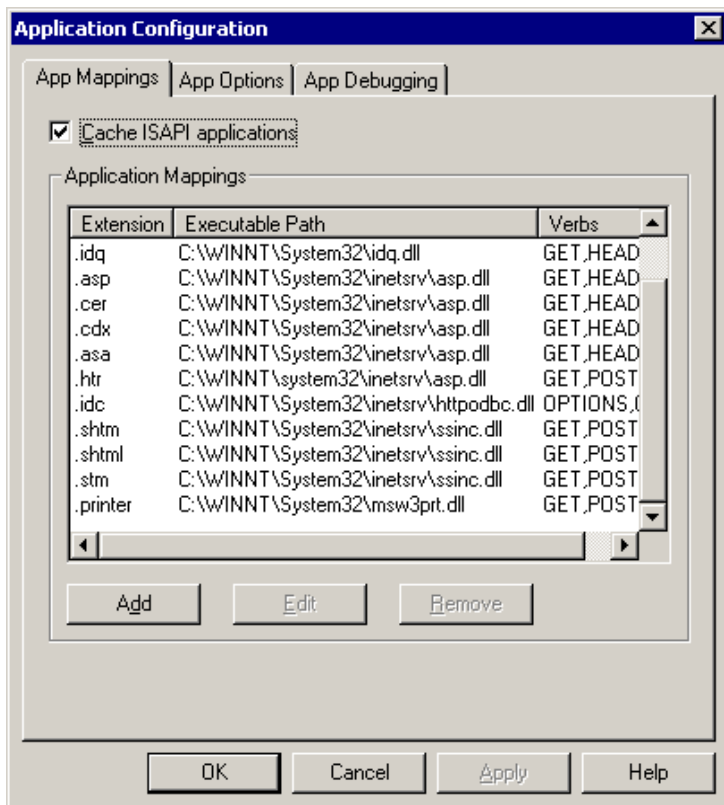 Application Configuration
App Mappings App Options App Debugging
Cache ISAPI applications
Application Mappings
Extension Executable Path Verbs
.idq C:\WINNT\System32\idq.dll GET,HEAD
.asp C:\WINNT\System32\inetsrv\asp.dll GET,HEAD
.cer C:\WINNT\System32\inetsrv\asp.dll GET,HEAD
.cdx C:\WINNT\System32\inetsrv\asp.dll GET,HEAD
.asa C:\WINNT\System32\inetsrv\asp.dll GET,HEAD
.htr C:\WINNT\system32\inetsrv\asp.dll GET,POST
.idc C:\WINNT\System32\inetsrv\httpodbc.dll OPTIONS,
.shtm C:\WINNT\System32\inetsrv\ssinc.dll GET,POST
.shtml C:\WINNT\System32\inetsrv\ssinc.dll GET,POST
.stm C:\WINNT\System32\inetsrv\ssinc.dll GET,POST
.printer C:\WINNT\System32\msw3prt.dll GET,POST
Add Edit Remove
OK Cancel Apply Help